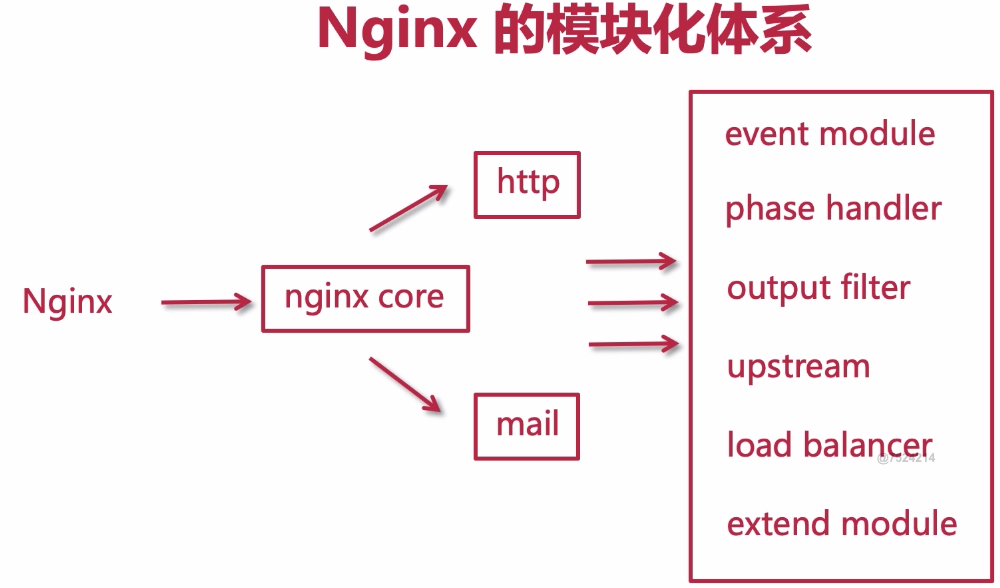 Nginx 的模块化体系
Nginx
nginx core
http
mail
event module
phase handler
output filter
upstream
load balancer
@7524214
extend module